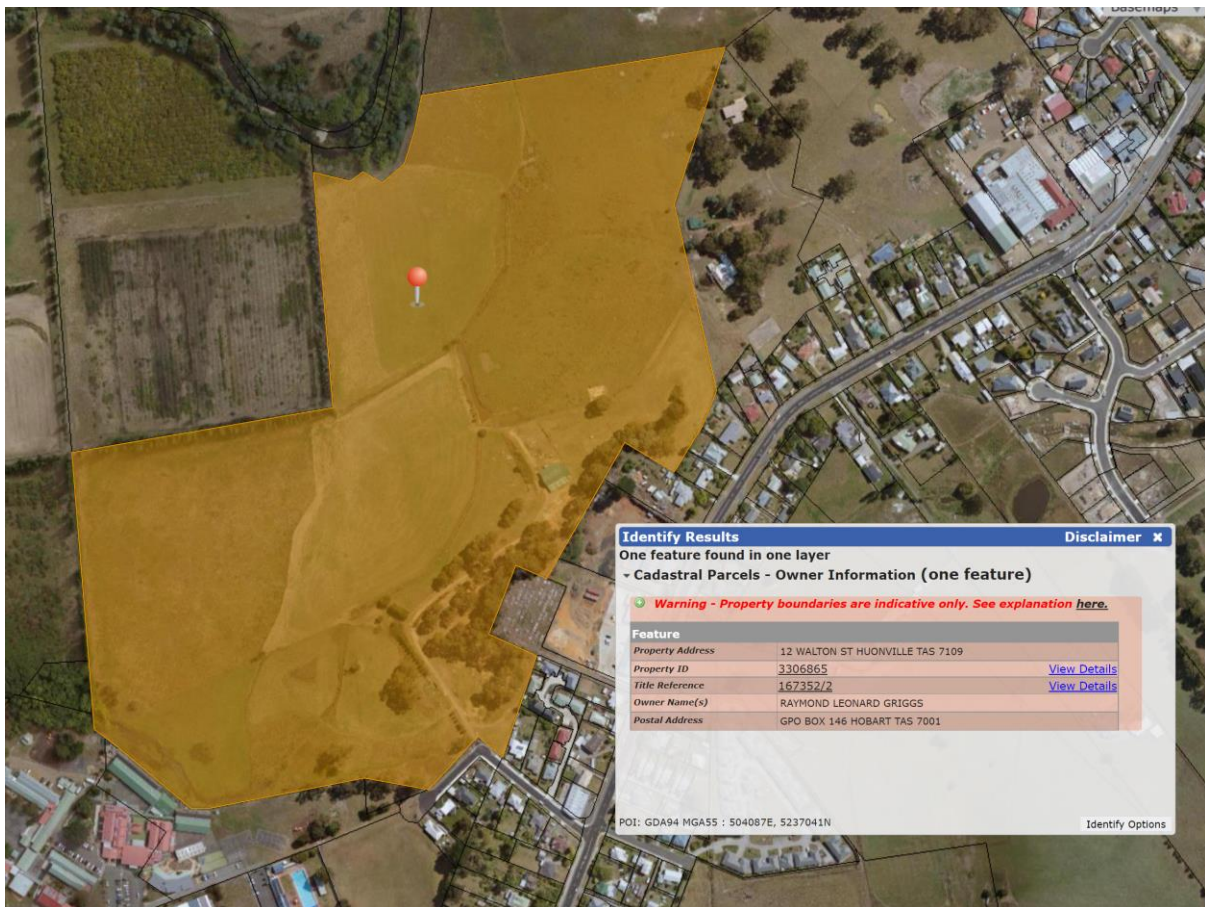 Basemaps
Identify Results Disclaimer ✖
One feature found in one layer
Cadastral Parcels - Owner Information (one feature)
Warning - Property boundaries are indicative only. See explanation here.
Feature
Property Address 12 WALTON ST HUONVILLE TAS 7109
Property ID 3306865 View Details
Title Reference 167352/2 View Details
Owner Name(s) RAYMOND LEONARD GRIGGS
Postal Address GPO BOX 146 HOBART TAS 7001
POI: GDA94 MGA55 : 504087E, 5237041N
Identify Options